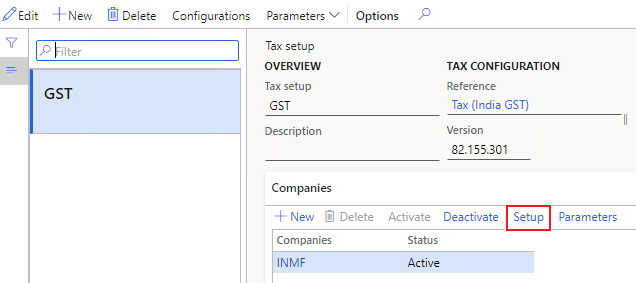 Edit New Delete Configurations Parameters Options
Filter
GST
Tax setup
OVERVIEW TAX CONFIGURATION
Tax setup Reference
GST Tax (India GST)
Description Version
82.155.301
Companies
New Delete Activate Deactivate Setup Parameters
Companies Status
INMF Active